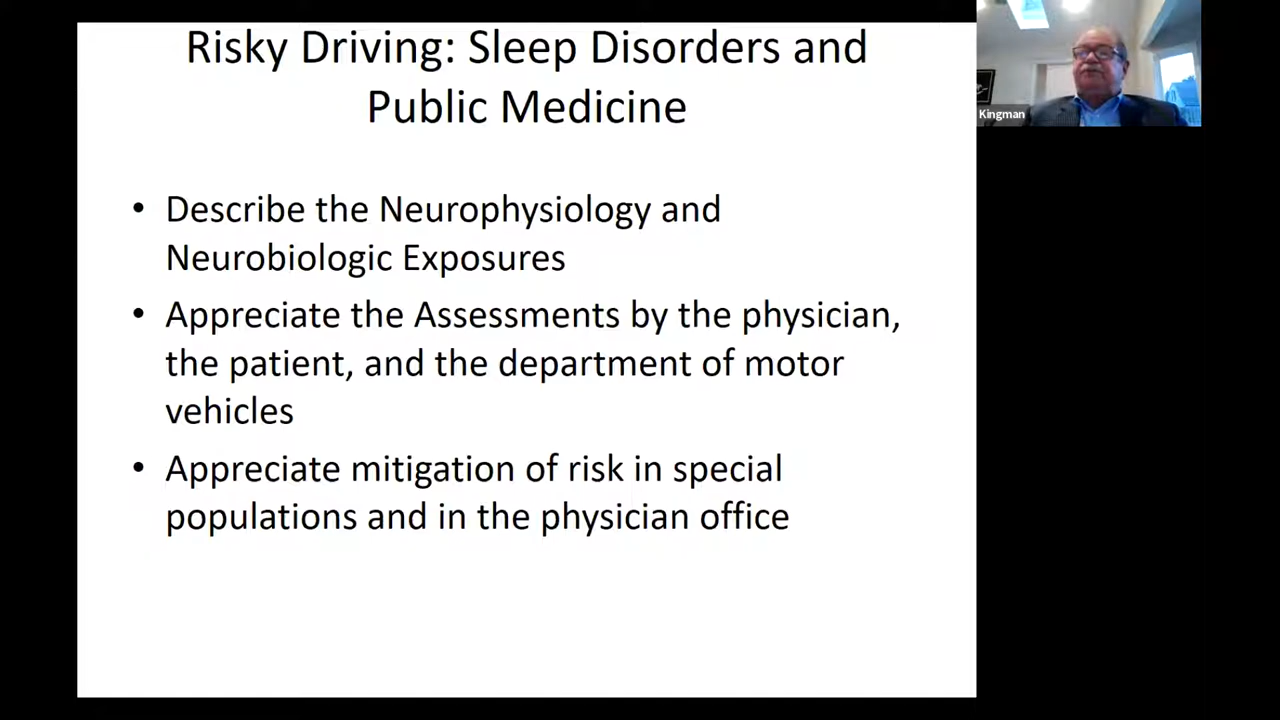 Risky Driving: Sleep Disorders and
Public Medicine
• Describe the Neurophysiology and
Neurobiologic Exposures
• Appreciate the Assessments by the physician,
the patient, and the department of motor
vehicles
• Appreciate mitigation of risk in special
populations and in the physician office
Kingman